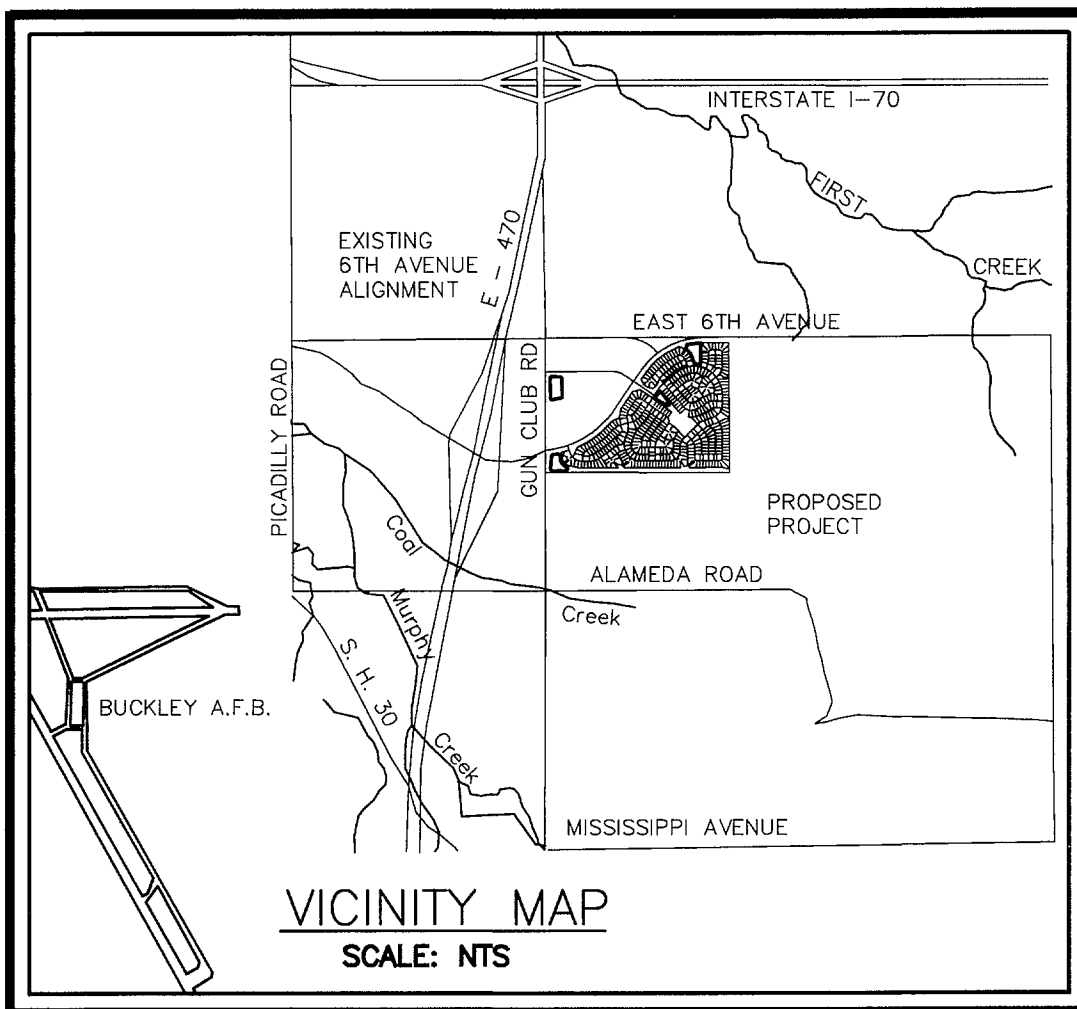 INTERSTATE I-70
FIRST
CREEK
EXISTING
6TH AVENUE
ALIGNMENT
E - 470
EAST 6TH AVENUE
PICADILLY ROAD
GUN CLUB RD
PROPOSED
PROJECT
Coal
Creek
ALAMEDA ROAD
Murphy
Creek
S. H. 30
BUCKLEY A.F.B.
MISSISSIPPI AVENUE
VICINITY MAP
SCALE: NTS